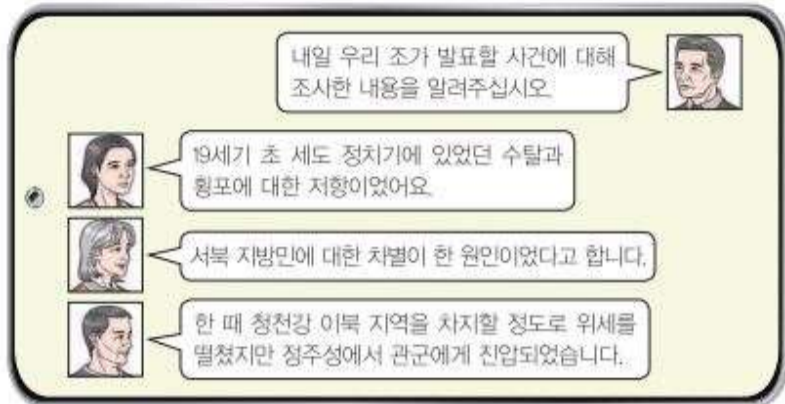 내일 우리 조가 발표할 사건에 대해
조사한 내용을 알려주십시오.
19세기 초 세도 정치기에 있었던 수탈과
횡포에 대한 저항이었어요.
서북 지방민에 대한 차별이 한 원인이었다고 합니다.
한 때 청천강 이북 지역을 차지할 정도로 위세를
떨쳤지만 정주성에서 관군에게 진압되었습니다.